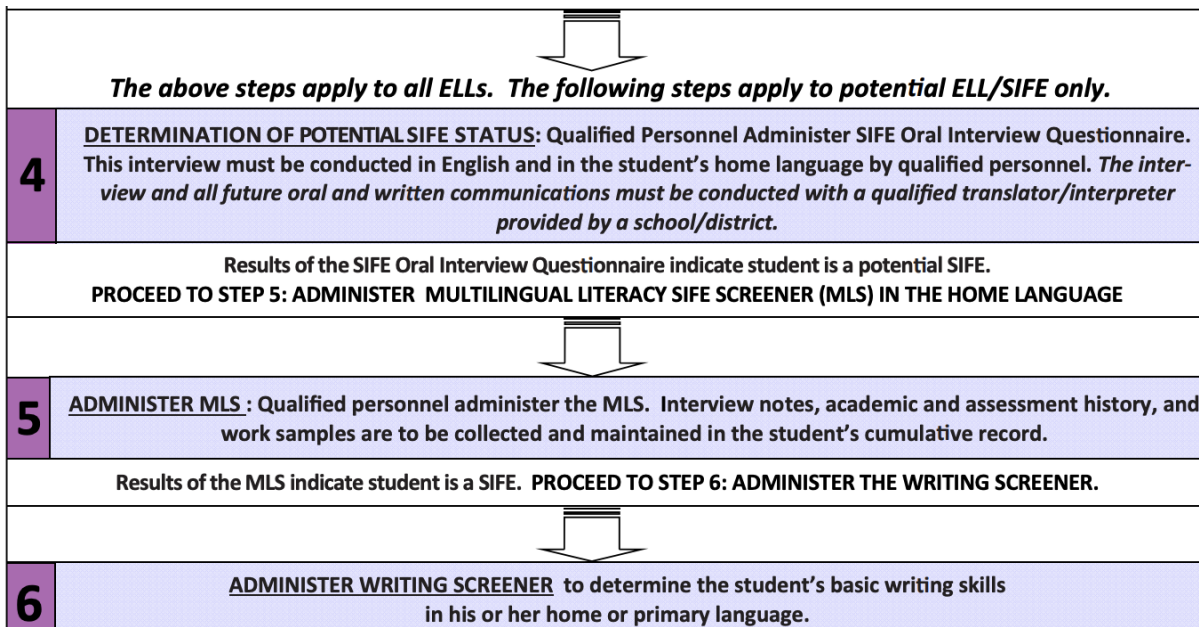 The above steps apply to all ELLs. The following steps apply to potential ELL/SIFE only.
4
DETERMINATION OF POTENTIAL SIFE STATUS: Qualified Personnel Administer SIFE Oral Interview Questionnaire.
This interview must be conducted in English and in the student's home language by qualified personnel. The inter-
view and all future oral and written communications must be conducted with a qualified translator/interpreter
provided by a school/district.
Results of the SIFE Oral Interview Questionnaire indicate student is a potential SIFE.
PROCEED TO STEP 5: ADMINISTER MULTILINGUAL LITERACY SIFE SCREENER (MLS) IN THE HOME LANGUAGE
5
ADMINISTER MLS : Qualified personnel administer the MLS. Interview notes, academic and assessment history, and
work samples are to be collected and maintained in the student's cumulative record.
Results of the MLS indicate student is a SIFE. PROCEED TO STEP 6: ADMINISTER THE WRITING SCREENER.
6
ADMINISTER WRITING SCREENER to determine the student's basic writing skills
in his or her home or primary language.